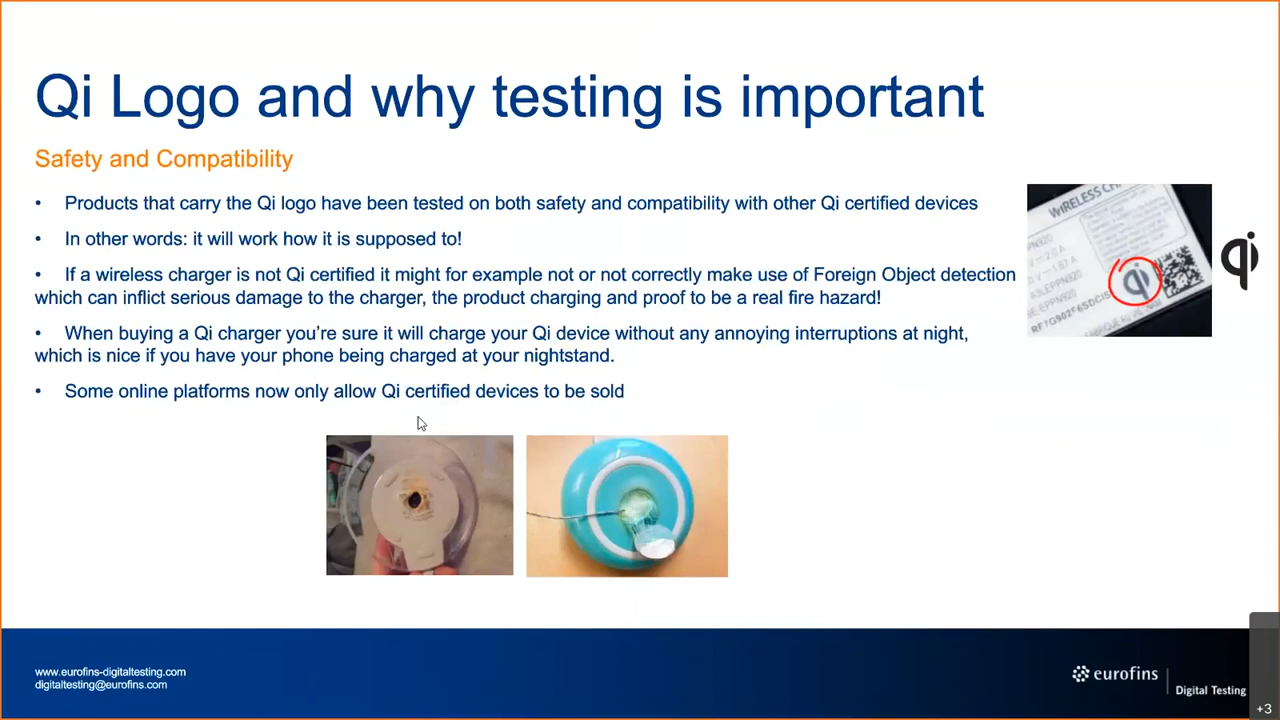 Qi Logo and why testing is important
Safety and Compatibility
• Products that carry the Qi logo have been tested on both safety and compatibility with other Qi certified devices
• In other words: it will work how it is supposed to!
• If a wireless charger is not Qi certified it might for example not or not correctly make use of Foreign Object detection
which can inflict serious damage to the charger, the product charging and proof to be a real fire hazard!
• When buying a Qi charger you’re sure it will charge your Qi device without any annoying interruptions at night,
which is nice if you have your phone being charged at your nightstand.
• Some online platforms now only allow Qi certified devices to be sold
WIRELESS
qi
qi
www.eurofins-digitaltesting.com
digitaltesting@eurofins.com
eurofins
Digital Testing
+3